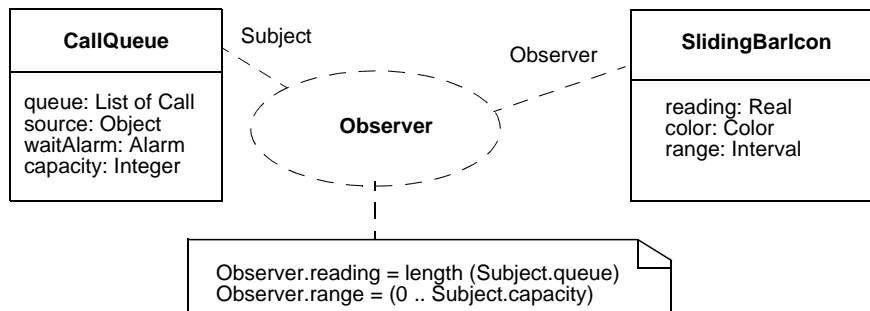 CallQueue
queue: List of Call
source: Object
waitAlarm: Alarm
capacity: Integer
Subject
Observer
Observer
SlidingBarIcon
reading: Real
color: Color
range: Interval
Observer.reading = length (Subject.queue)
Observer.range = (0 .. Subject.capacity)